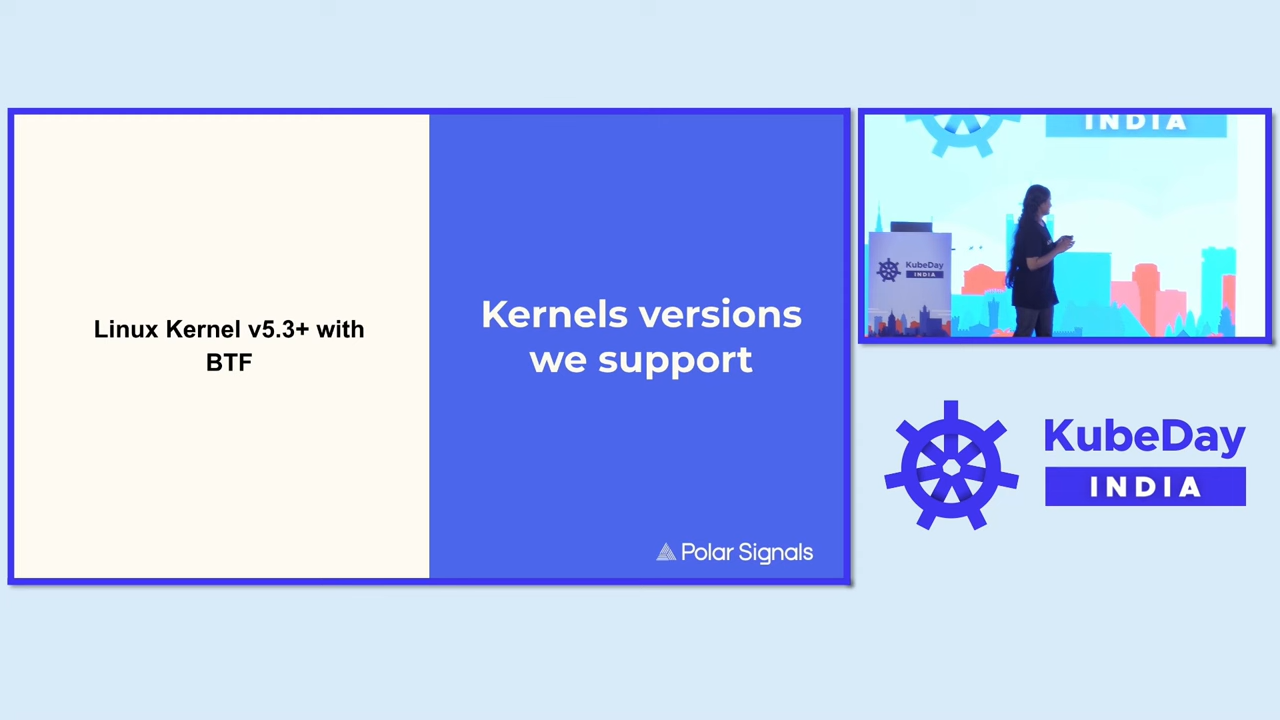 Linux Kernel v5.3+ with
BTF
Kernels versions
we support
Polar Signals
INDIA
KubeDay
INDIA
KubeDay
INDIA